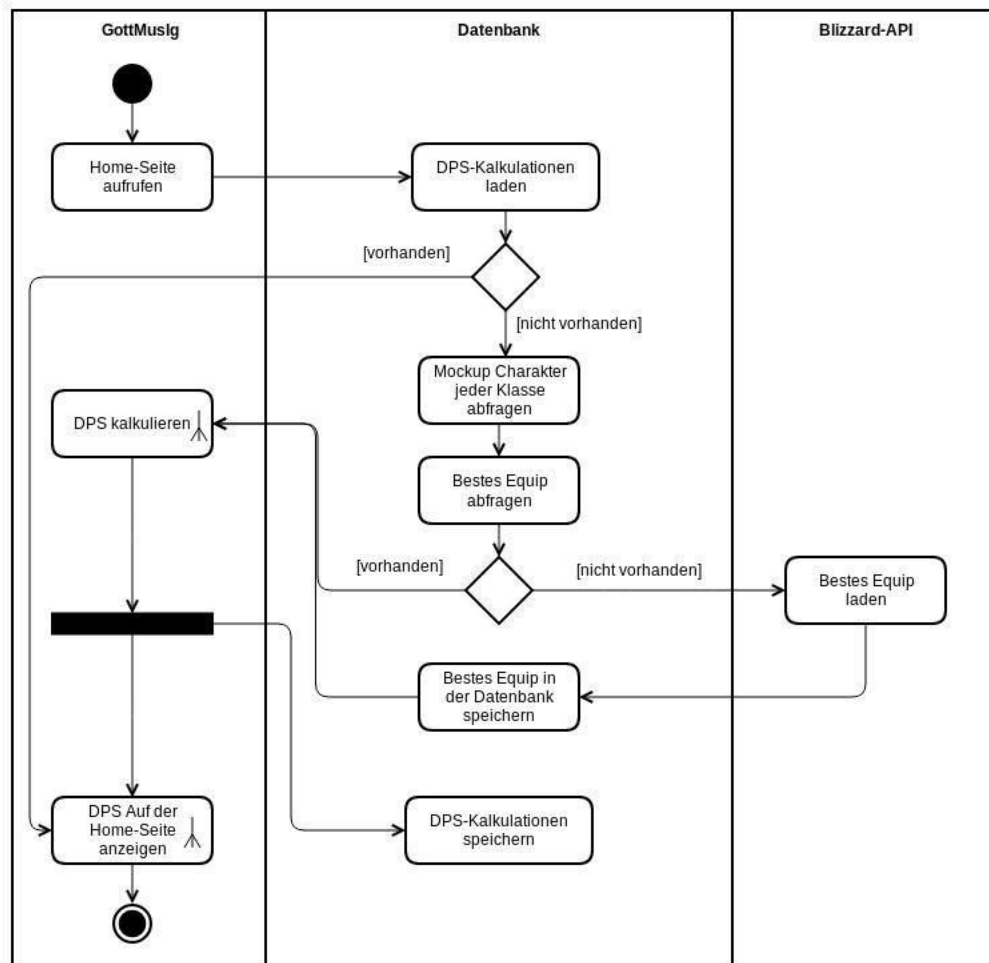 GottMusIg
Datenbank
Blizzard-API
Home-Seite
aufrufen
DPS-Kalkulationen
laden
[vorhanden]
[nicht vorhanden]
Mockup Charakter
jeder Klasse
abfragen
DPS kalkulieren
Bestes Equip
abfragen
[vorhanden]
[nicht vorhanden]
Bestes Equip
laden
Bestes Equip in
der Datenbank
speichern
DPS Auf der
Home-Seite
anzeigen
DPS-Kalkulationen
speichern